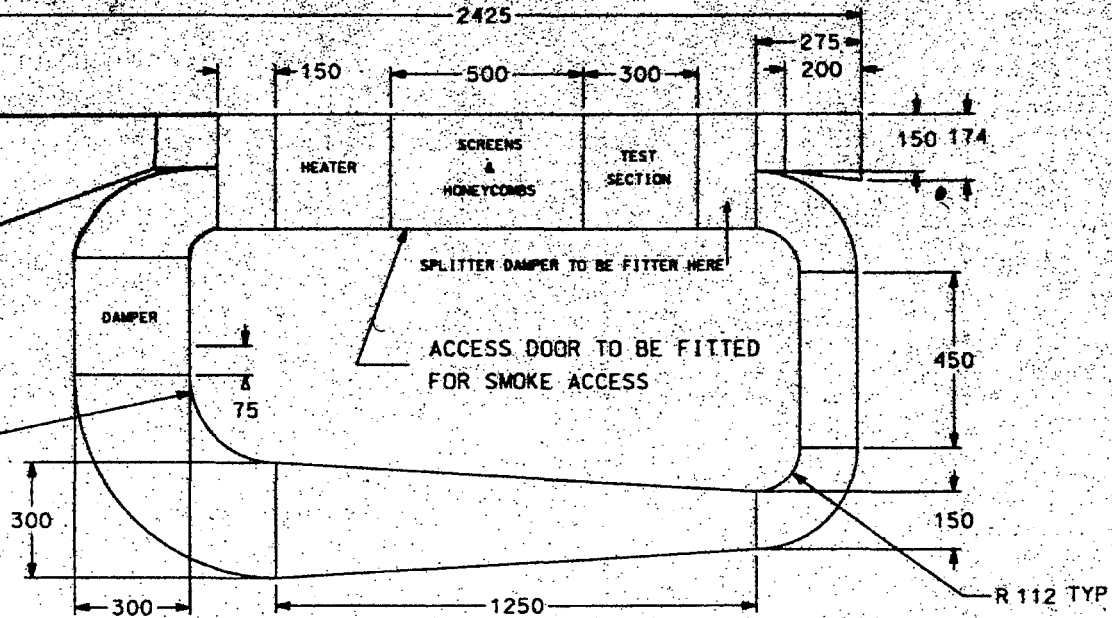 2425
275
150
500
300
200
150 174
HEATER
SCREENS
&
HONEYCOMBS
TEST
SECTION
SPLITTER DAMPER TO BE FITTER HERE
DAMPER
ACCESS DOOR TO BE FITTED
FOR SMOKE ACCESS
450
75
300
150
300
1250
R 112 TYP